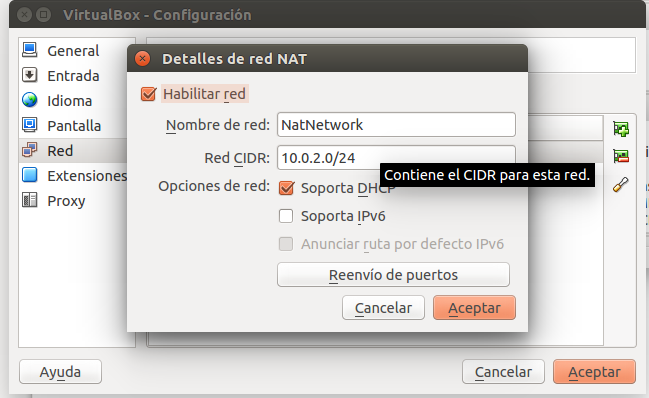 VirtualBox - Configuración
General
Entrada
Idioma
Pantalla
Red
Extensiones
Proxy
Detalles de red NAT
Habilitar red
Nombre de red: NatNetwork
Red CIDR: 10.0.2.0/24
Contiene el CIDR para esta red.
Opciones de red: Soporta DHCP
Soporta IPv6
Anunciar ruta por defecto IPv6
Reenvío de puertos
Cancelar Aceptar
Ayuda Cancelar Aceptar